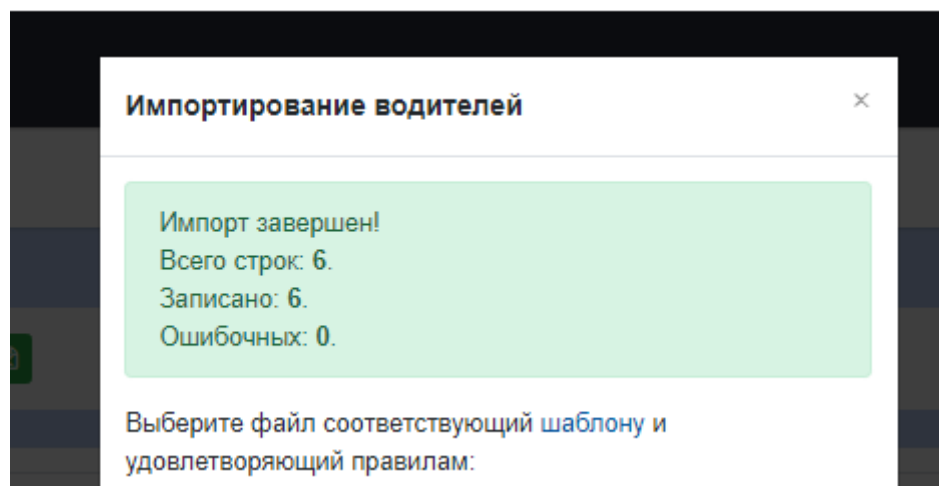 Импортирование водителей
×
Импорт завершен!
Всего строк: 6.
Записано: 6.
Ошибочных: 0.
Выберите файл соответствующий шаблону и
удовлетворяющий правилам: